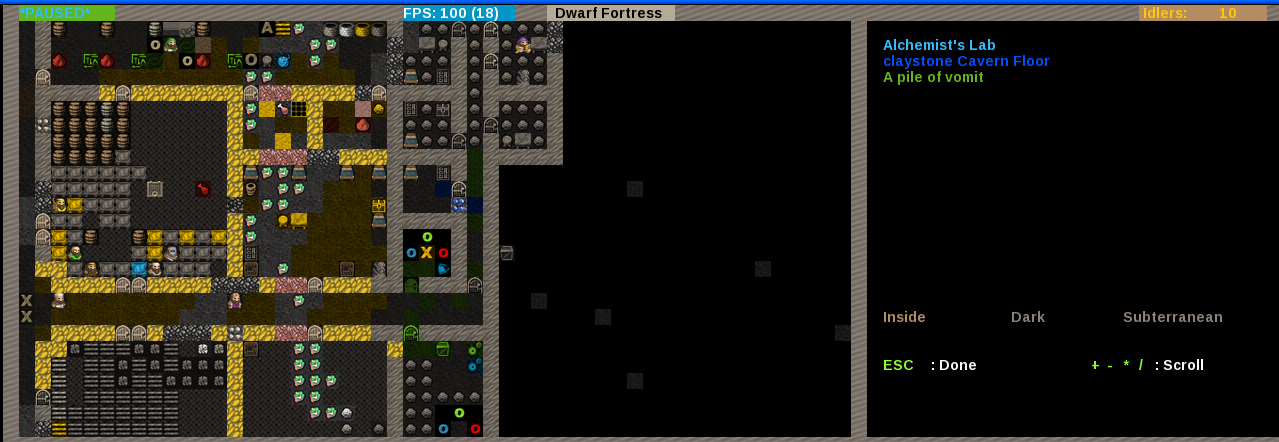 *PAUSED* FPS: 100 (18) Dwarf Fortress Idlers: 10
Alchemist's Lab
claystone Cavern Floor
A pile of vomit
Inside Dark Subterranean
ESC : Done + - * / : Scroll